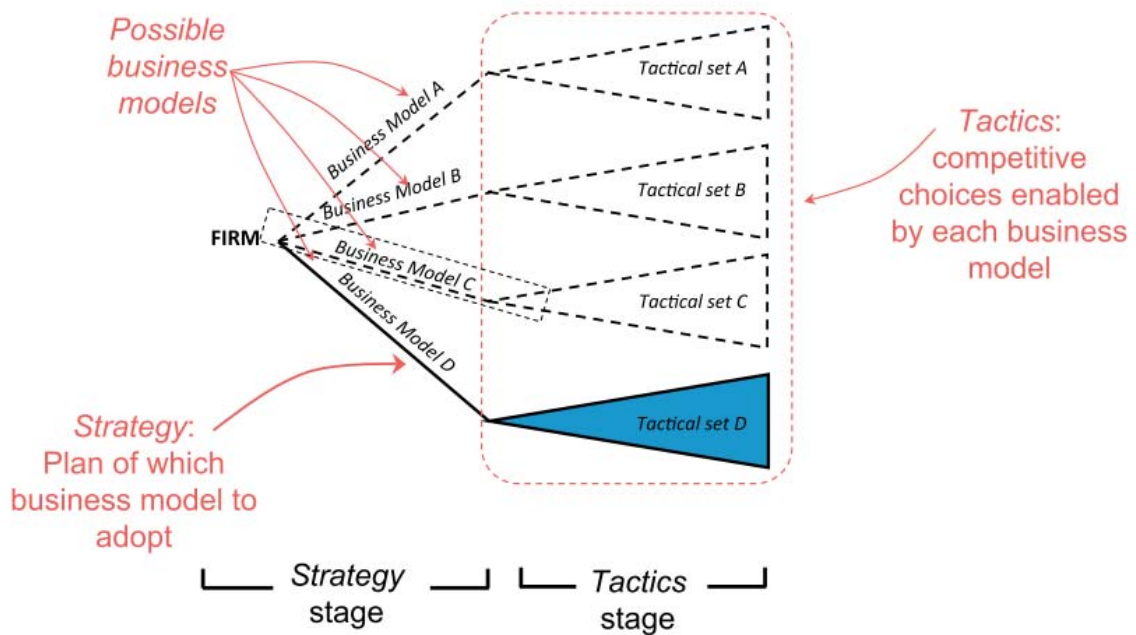 Possible
business
models
Business Model A
Tactical set A
Tactics:
competitive
choices enabled
by each business
model
Business Model B
Tactical set B
FIRM
Business Model C
Tactical set C
Business Model D
Strategy:
Plan of which
business model to
adopt
Tactical set D
Strategy
stage
Tactics
stage